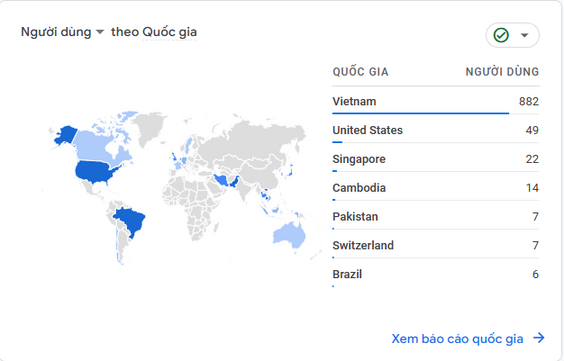 Người dùng theo Quốc gia
QUỐC GIA NGƯỜI DÙNG
Vietnam 882
United States 49
Singapore 22
Cambodia 14
Pakistan 7
Switzerland 7
Brazil 6
Xem báo cáo quốc gia